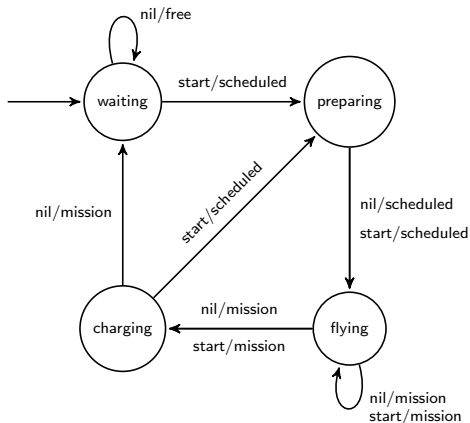 nil/free
start/scheduled
waiting
preparing
start/scheduled
nil/mission
nil/scheduled
start/scheduled
charging
nil/mission
start/mission
flying
nil/mission
start/mission